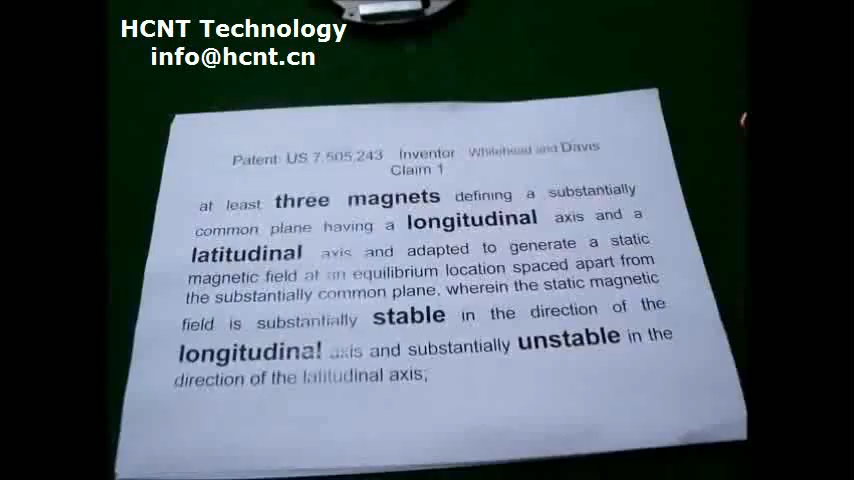 HCNT Technology
info@hcnt.cn
Patent: US 7,505,243 Inventor Whitehead and Davis
Claim 1
at least three magnets defining a substantially
common plane having a longitudinal axis and a
latitudinal axis and adapted to generate a static
magnetic field at an equilibrium location spaced apart from
the substantially common plane, wherein the static magnetic
field is substantially stable in the direction of the
longitudinal axis and substantially unstable in the
direction of the latitudinal axis;